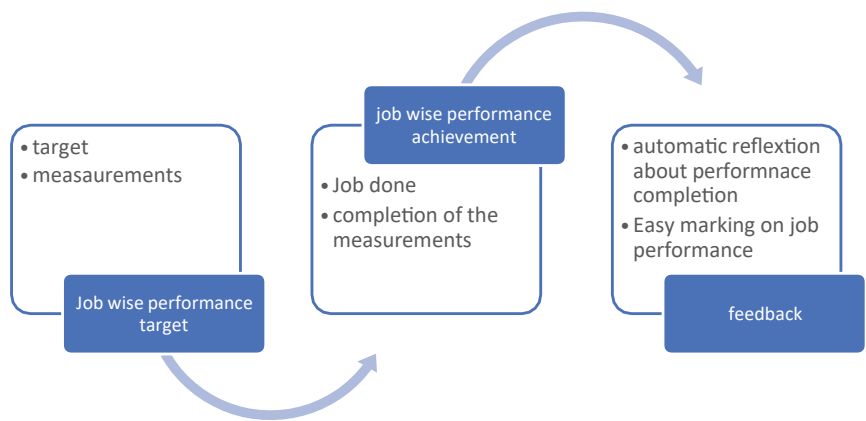 • target
• measaurements
Job wise performance
target
job wise performance
achievement
• Job done
• completion of the
measurements
• automatic reflextion
about performnace
completion
• Easy marking on job
performance
feedback